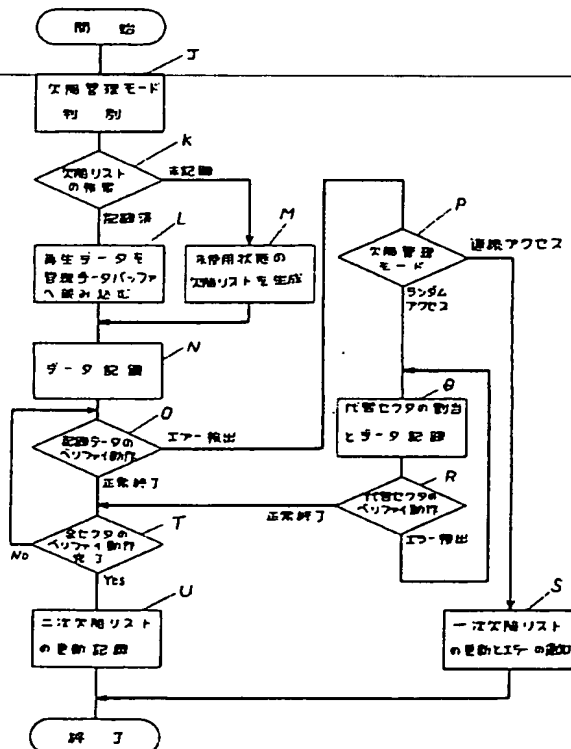 開始
J
欠陥管理モード
判別
K
欠陥リスト
の検索
未記録
記録済
L
再生データを
管理データバッファ
へ読み込む
M
未使用状態の
欠陥リストを生成
N
データ記録
O
記録データの
ベリファイ動作
エラー検出
正常終了
P
欠陥管理
モード
連続アクセス
ランダム
アクセス
Q
代替セクタの割当
とデータ記録
R
代替セクタの
ベリファイ動作
正常終了
エラー検出
T
全セクタの
ベリファイ動作
完了
No
YES
U
二次欠陥リスト
の更新記録
S
一次欠陥リスト
の更新とエラーの通知
終了